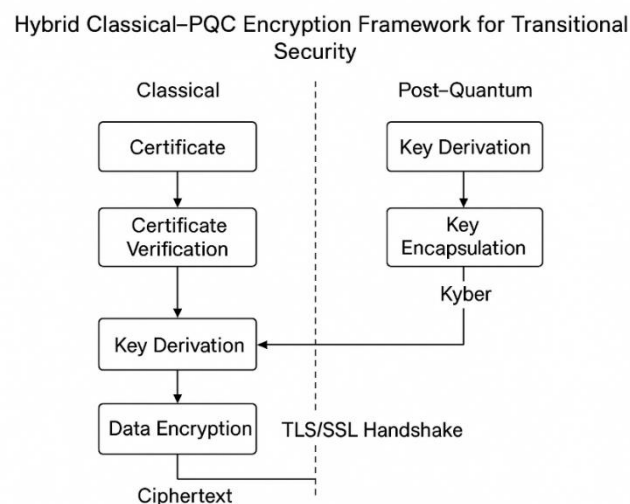 Hybrid Classical–PQC Encryption Framework for Transitional
Security
Classical
Post–Quantum
Certificate
Key Derivation
Certificate
Verification
Key
Encapsulation
Kyber
Key Derivation
Data Encryption
TLS/SSL Handshake
Ciphertext